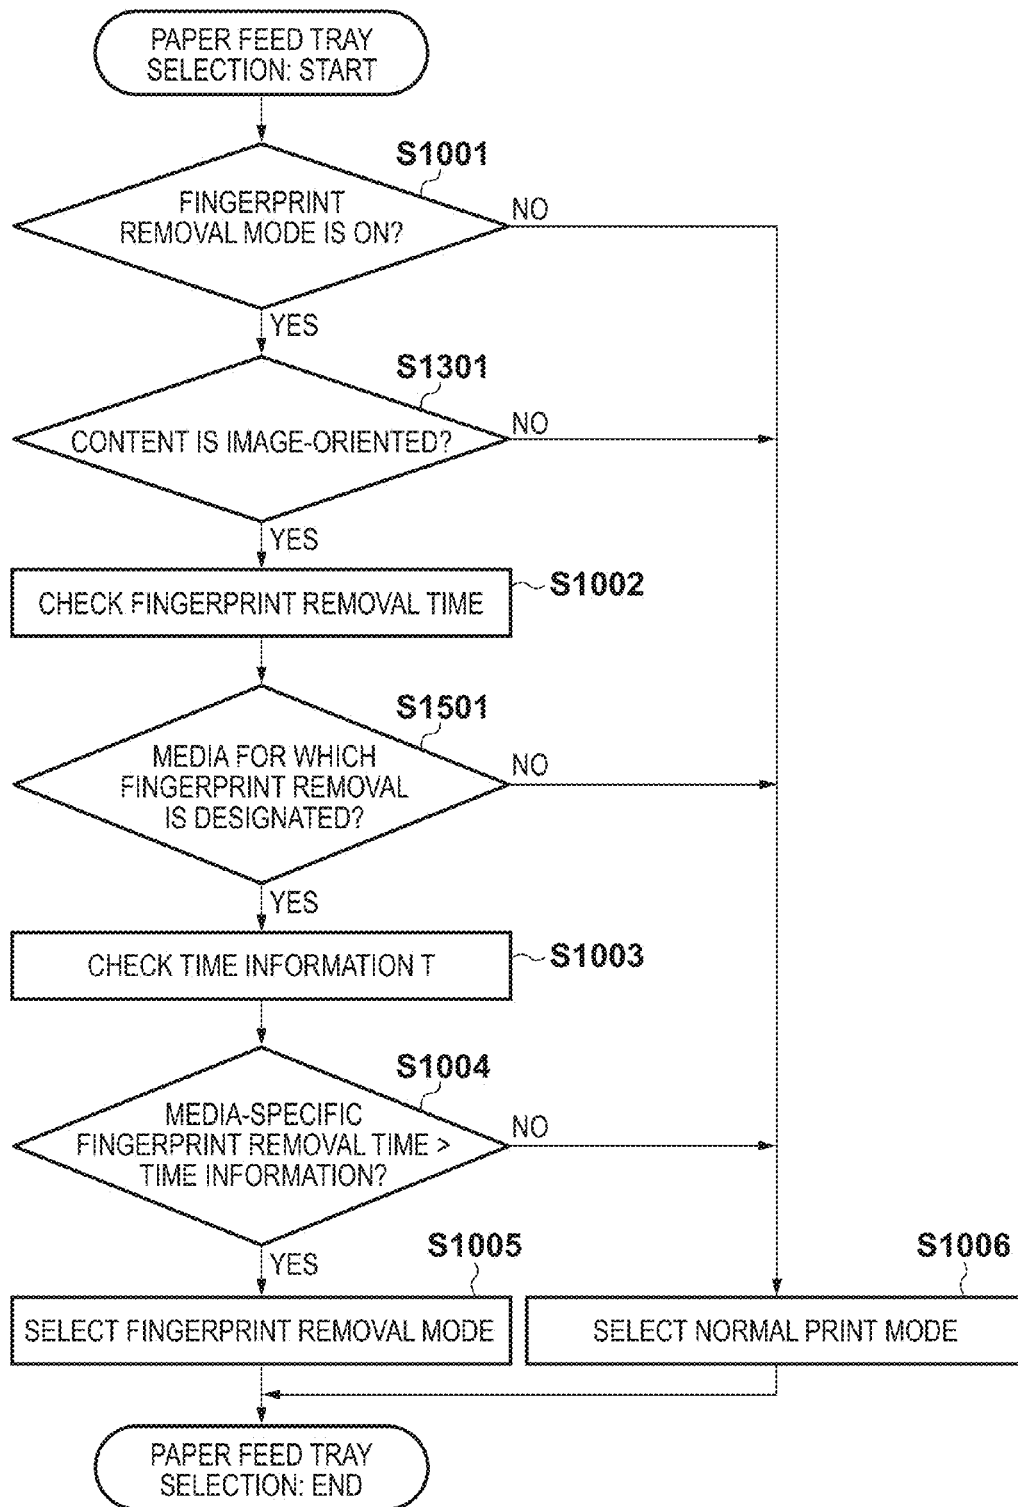 PAPER FEED TRAY
SELECTION: START
S1001
FINGERPRINT
REMOVAL MODE IS ON?
NO
YES
S1301
CONTENT IS IMAGE-ORIENTED?
NO
YES
CHECK FINGERPRINT REMOVAL TIME
S1002
S1501
MEDIA FOR WHICH
FINGERPRINT REMOVAL
IS DESIGNATED?
NO
YES
CHECK TIME INFORMATION T
S1003
S1004
MEDIA-SPECIFIC
FINGERPRINT REMOVAL TIME >
TIME INFORMATION?
NO
YES
S1005
S1006
SELECT FINGERPRINT REMOVAL MODE
SELECT NORMAL PRINT MODE
PAPER FEED TRAY
SELECTION: END